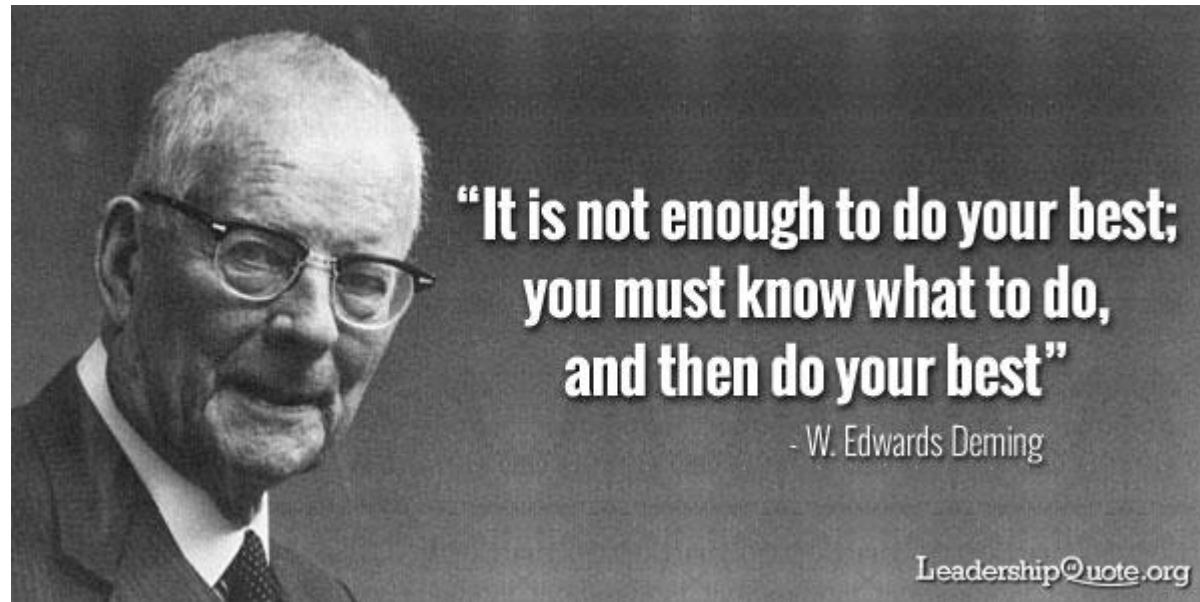 “It is not enough to do your best;
you must know what to do,
and then do your best”
- W. Edwards Deming
LeadershipQuote.org